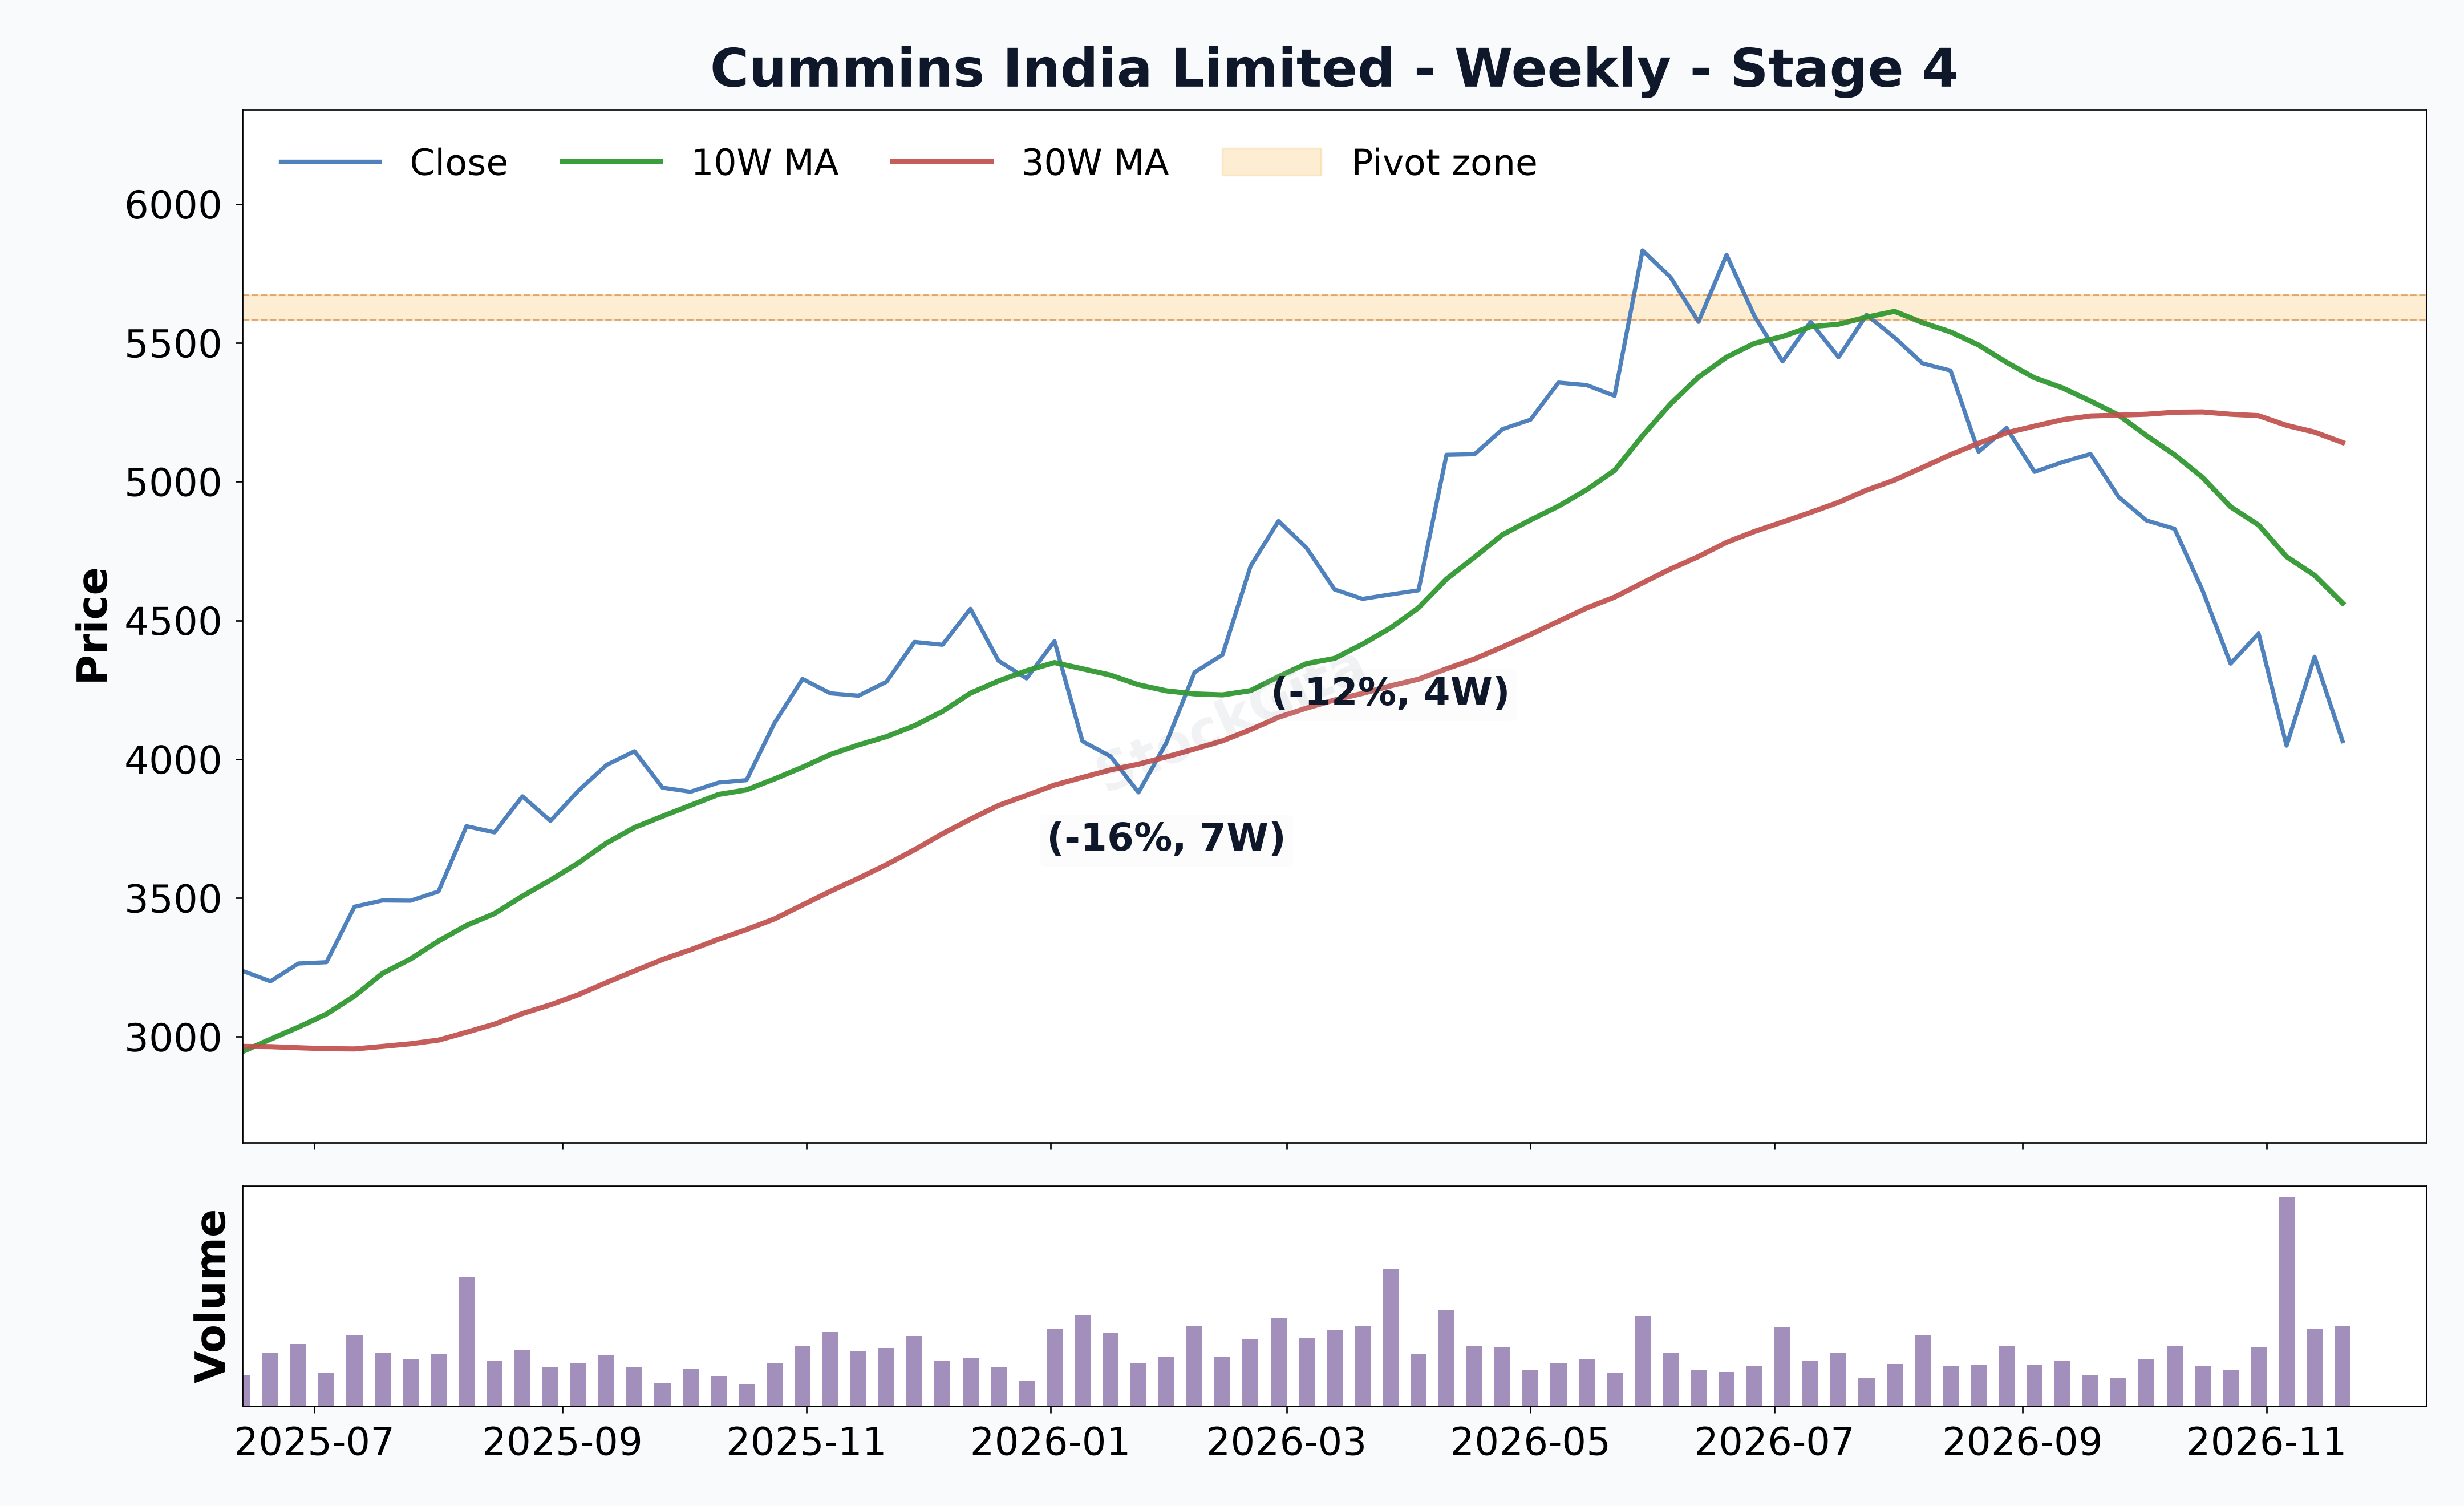 Cummins India Limited - Weekly - Stage 4
Close
10W MA
30W MA
Pivot zone
6000
5500
5000
4500
4000
3500
3000
Price
(-12%, 4W)
(-16%, 7W)
Volume
2025-07
2025-09
2025-11
2026-01
2026-03
2026-05
2026-07
2026-09
2026-11